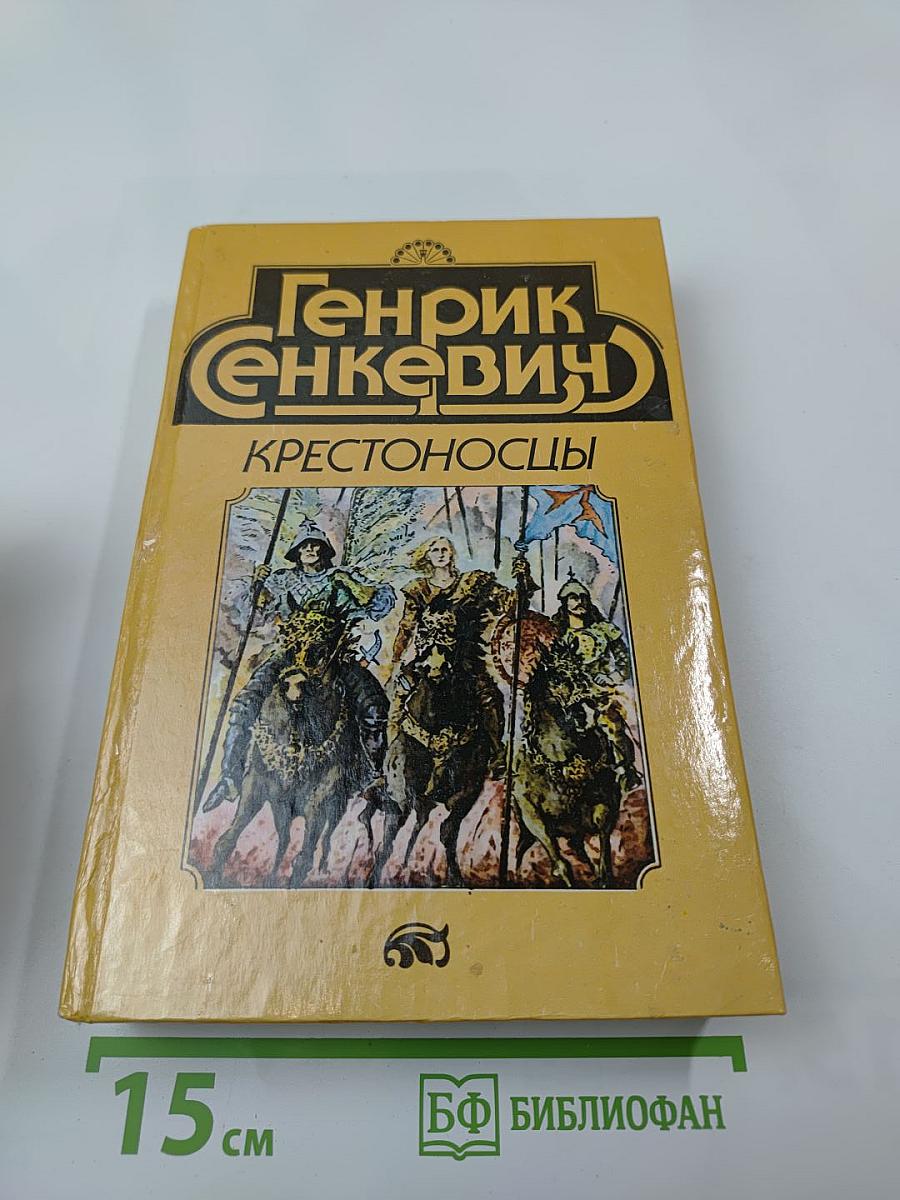 Генрик
Сенкевич
КРЕСТОНОСЦЫ
15 см
БФ БИБЛИОФАН